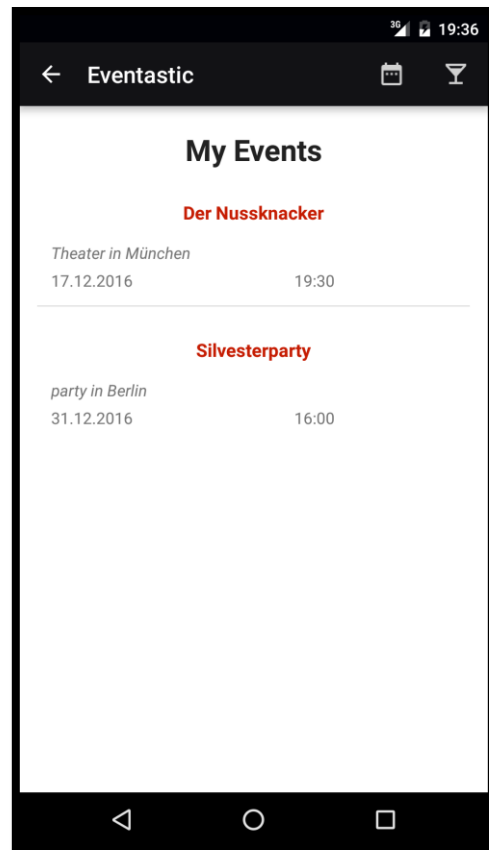 3G 19:36
Eventastic
My Events
Der Nussknacker
Theater in München
17.12.2016 19:30
Silvesterparty
party in Berlin
31.12.2016 16:00